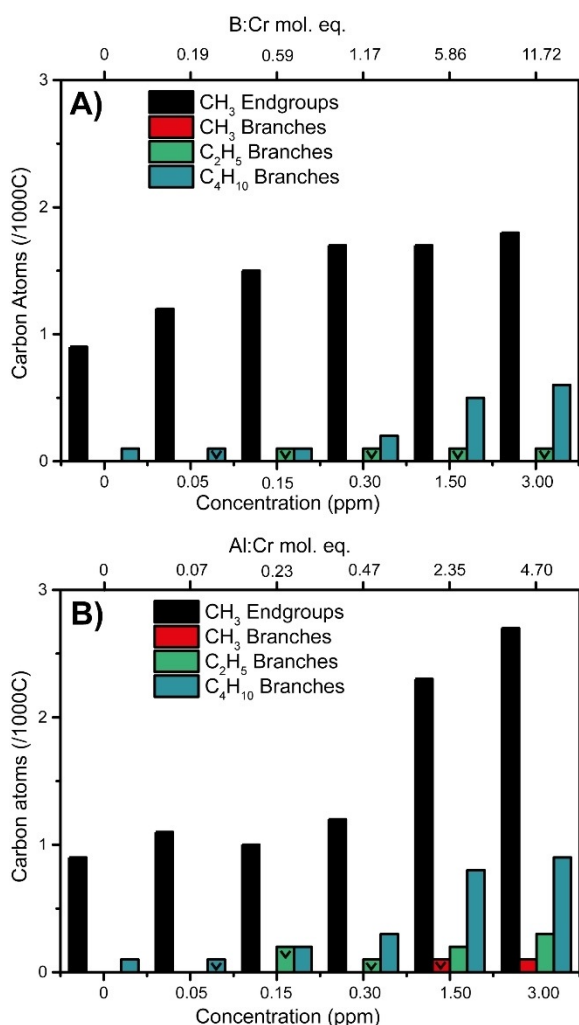 B:Cr mol. eq.
0 0.19 0.59 1.17 5.86 11.72
A)
CH₃ Endgroups
CH₃ Branches
C₂H₅ Branches
C₄H₁₀ Branches
Carbon Atoms (/1000C)
3
2
1
0
0 0.05 0.15 0.30 1.50 3.00
Concentration (ppm)
Al:Cr mol. eq.
0 0.07 0.23 0.47 2.35 4.70
B)
CH₃ Endgroups
CH₃ Branches
C₂H₅ Branches
C₄H₁₀ Branches
Carbon atoms (/1000C)
3
2
1
0
0 0.05 0.15 0.30 1.50 3.00
Concentration (ppm)